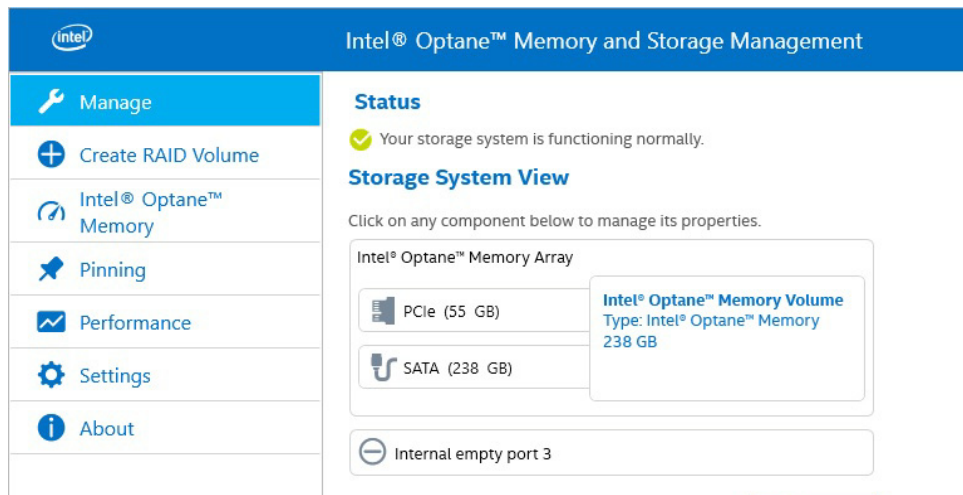 intel
Intel® Optane™ Memory and Storage Management
Manage
Create RAID Volume
Intel® Optane™
Memory
Pinning
Performance
Settings
About
Status
Your storage system is functioning normally.
Storage System View
Click on any component below to manage its properties.
Intel® Optane™ Memory Array
PCIe (55 GB)
SATA (238 GB)
Intel® Optane™ Memory Volume
Type: Intel® Optane™ Memory
238 GB
Internal empty port 3